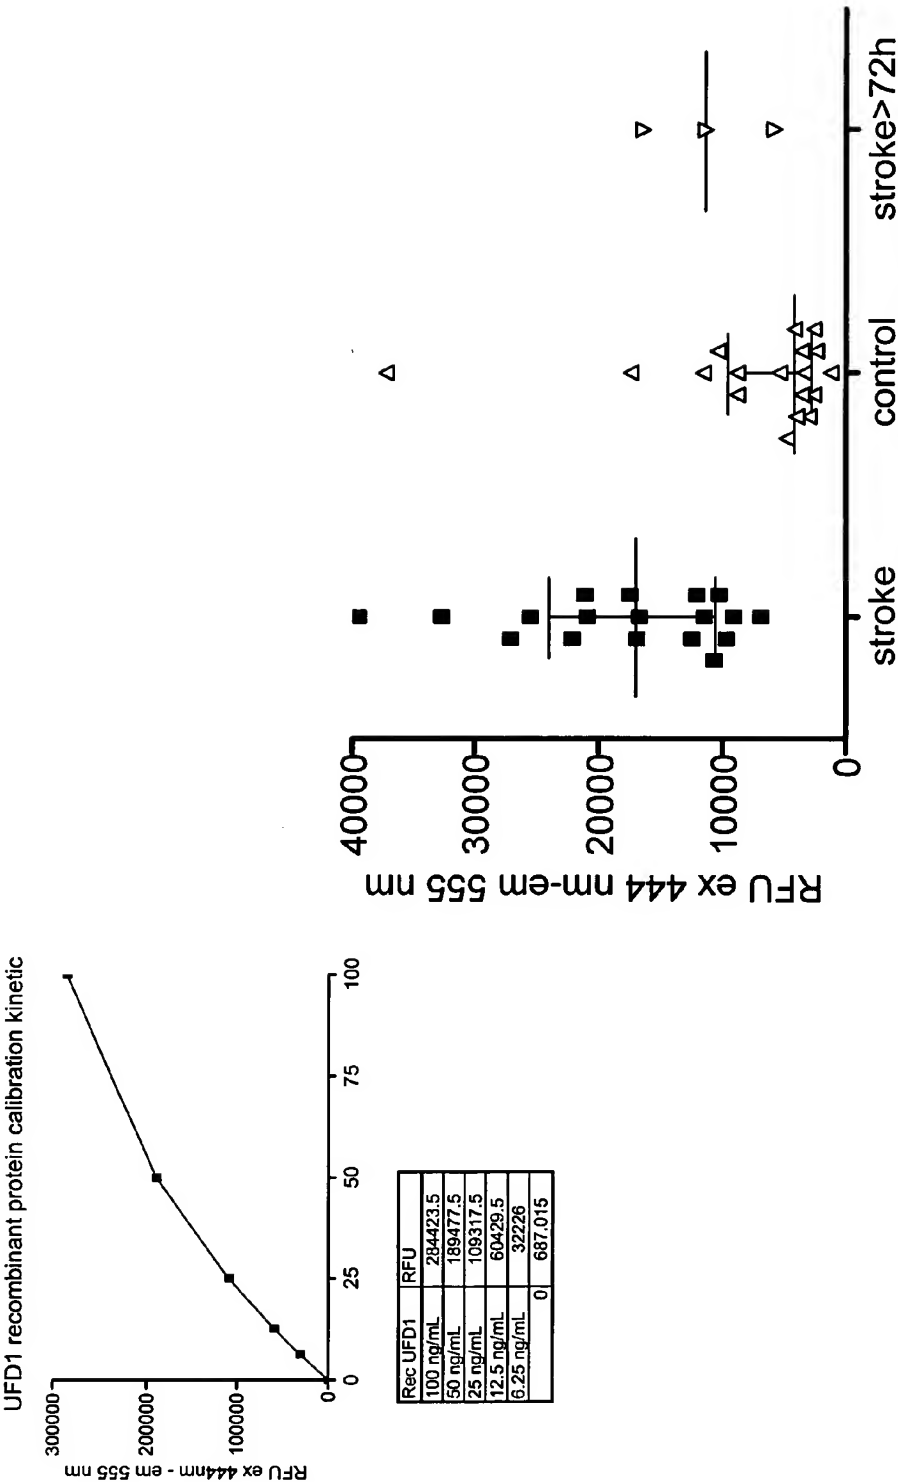 UFD1 recombinant protein calibration kinetic
300000
200000
100000
0
RFU ex 444nm - em 555 nm
0
25
50
75
100
Rec UFD1 RFU
100 ng/mL 284423.5
50 ng/mL 189477.5
25 ng/mL 109317.5
12.5 ng/mL 60429.5
6.25 ng/mL 32226
0 687.015
40000
30000
20000
10000
0
RFU ex 444 nm-em 555 nm
stroke
control
stroke>72h